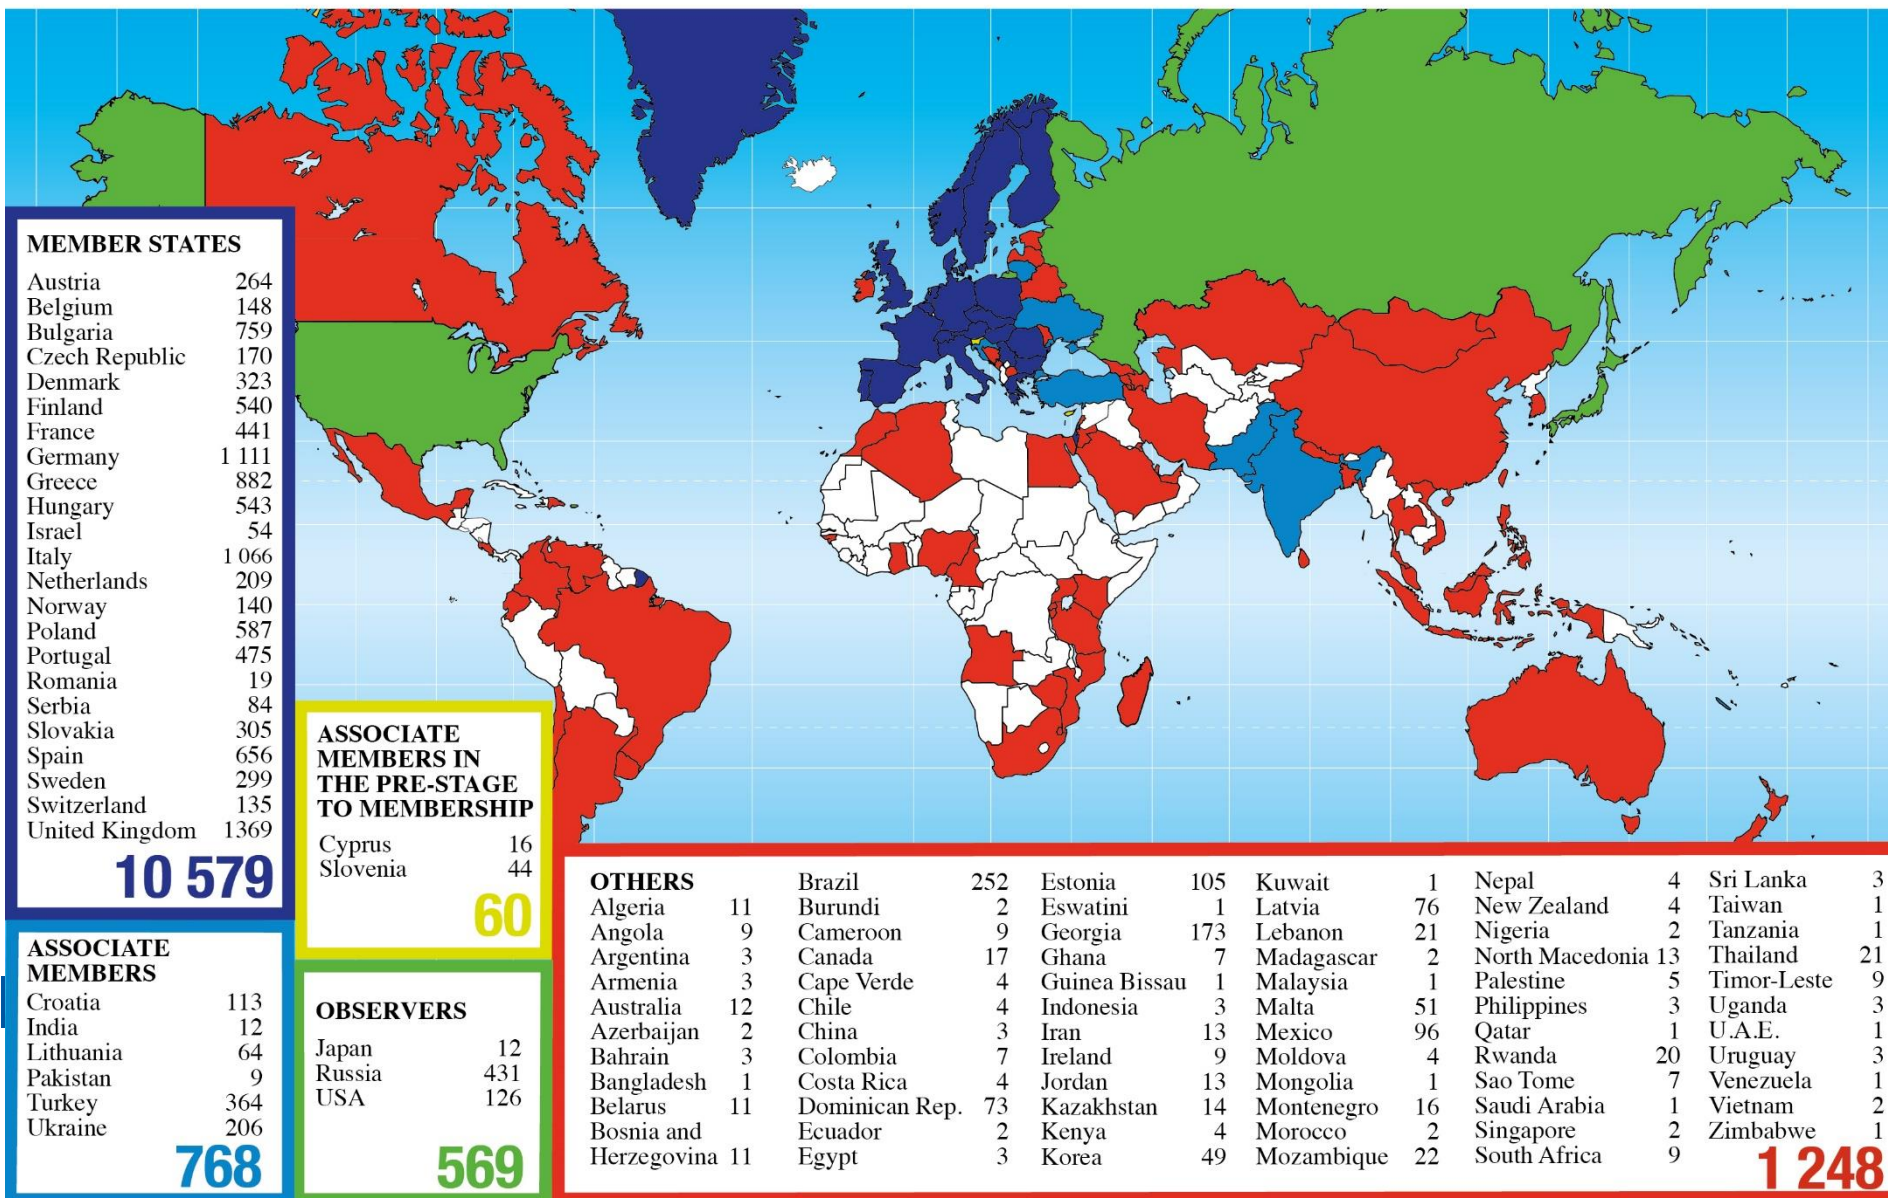 MEMBER STATES
Austria 264
Belgium 148
Bulgaria 759
Czech Republic 170
Denmark 323
Finland 540
France 441
Germany 1 111
Greece 882
Hungary 543
Israel 54
Italy 1 066
Netherlands 209
Norway 140
Poland 587
Portugal 475
Romania 19
Serbia 84
Slovakia 305
Spain 656
Sweden 299
Switzerland 135
United Kingdom 1369
10 579
ASSOCIATE
MEMBERS
Croatia 113
India 12
Lithuania 64
Pakistan 9
Turkey 364
Ukraine 206
768
ASSOCIATE
MEMBERS IN
THE PRE-STAGE
TO MEMBERSHIP
Cyprus 16
Slovenia 44
60
OBSERVERS
Japan 12
Russia 431
USA 126
569
OTHERS
Algeria 11
Angola 9
Argentina 3
Armenia 3
Australia 12
Azerbaijan 2
Bahrain 3
Bangladesh 1
Belarus 11
Bosnia and
Herzegovina 11
Brazil 252
Burundi 2
Cameroon 9
Canada 17
Cape Verde 4
Chile 4
China 3
Colombia 7
Costa Rica 4
Dominican Rep. 73
Ecuador 2
Egypt 3
Estonia 105
Eswatini 1
Georgia 173
Ghana 7
Guinea Bissau 1
Indonesia 3
Iran 13
Ireland 9
Jordan 13
Kazakhstan 14
Kenya 4
Korea 49
Kuwait 1
Latvia 76
Lebanon 21
Madagascar 2
Malaysia 1
Malta 51
Mexico 96
Moldova 4
Mongolia 1
Montenegro 16
Morocco 2
Mozambique 22
Nepal 4
New Zealand 4
Nigeria 2
North Macedonia 13
Palestine 5
Philippines 3
Qatar 1
Rwanda 20
Sao Tome 7
Saudi Arabia 1
Singapore 2
South Africa 9
Sri Lanka 3
Taiwan 1
Tanzania 1
Thailand 21
Timor-Leste 9
Uganda 3
U.A.E. 1
Uruguay 3
Venezuela 1
Vietnam 2
Zimbabwe 1
1 248